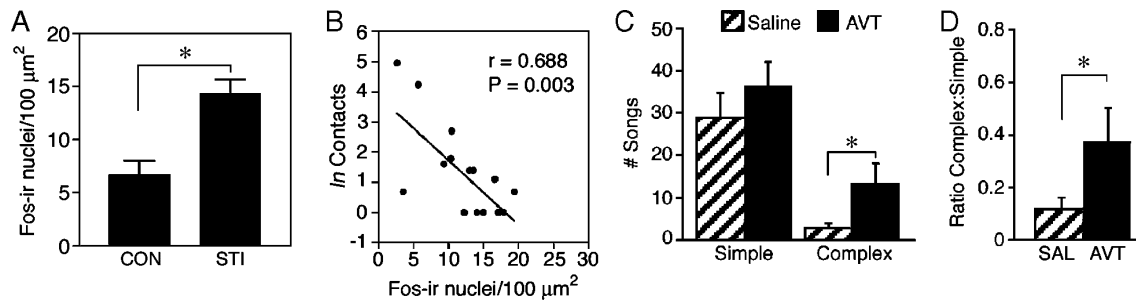 A
Fos-ir nuclei/100 µm²
20
15
10
5
0
*
CON STI
B
ln Contacts
6
5
4
3
2
1
0
-1
r = 0.688
P = 0.003
0 5 10 15 20 25 30
Fos-ir nuclei/100 µm²
C
Saline AVT
# Songs
50
40
30
20
10
0
*
Simple Complex
D
Ratio Complex:Simple
0.8
0.6
0.4
0.2
0
*
SAL AVT